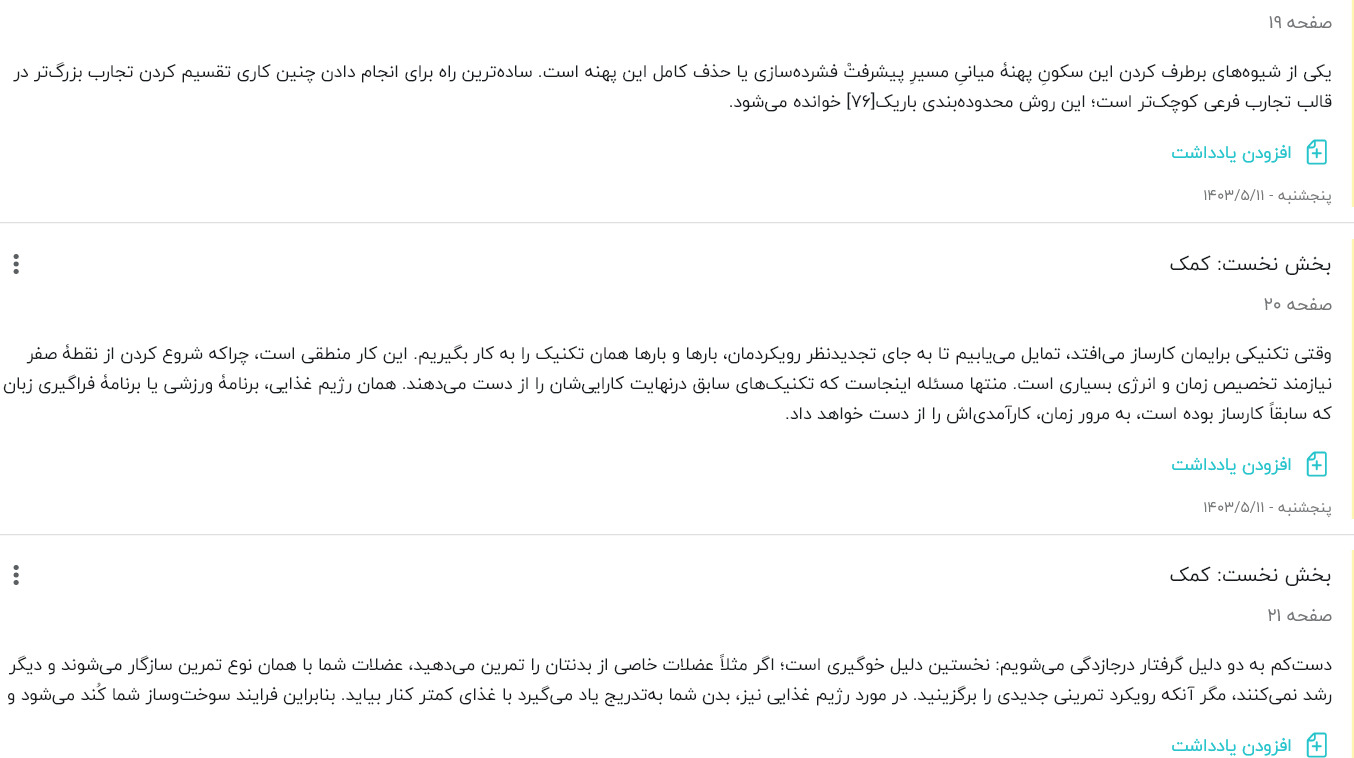 صفحه ۱۹
یکی از شیوه‌های برطرف کردن این سکونِ پهنهٔ میانیِ مسیرِ پیشرفتْ فشرده‌سازی یا حذف کامل این پهنه است. ساده‌ترین راه برای انجام دادن چنین کاری تقسیم کردن تجارب بزرگ‌تر در
قالب تجارب فرعی کوچک‌تر است؛ این روش محدوده‌بندی باریک[۷۶] خوانده می‌شود.
افزودن یادداشت
پنجشنبه - ۱۴۰۳/۵/۱۱
بخش نخست: کمک
صفحه ۲۰
وقتی تکنیکی برایمان کارساز می‌افتد، تمایل می‌یابیم تا به جای تجدیدنظر رویکردمان، بارها و بارها همان تکنیک را به کار بگیریم. این کار منطقی است، چراکه شروع کردن از نقطهٔ صفر
نیازمند تخصیص زمان و انرژی بسیاری است. منتها مسئله اینجاست که تکنیک‌های سابق درنهایت کارایی‌شان را از دست می‌دهند. همان رژیم غذایی، برنامهٔ ورزشی یا برنامهٔ فراگیری زبان
که سابقاً کارساز بوده است، به مرور زمان، کارآمدی‌اش را از دست خواهد داد.
افزودن یادداشت
پنجشنبه - ۱۴۰۳/۵/۱۱
بخش نخست: کمک
صفحه ۲۱
دست‌کم به دو دلیل گرفتار درجازدگی می‌شویم: نخستین دلیل خوگیری است؛ اگر مثلاً عضلات خاصی از بدنتان را تمرین می‌دهید، عضلات شما با همان نوع تمرین سازگار می‌شوند و دیگر
رشد نمی‌کنند، مگر آنکه رویکرد تمرینی جدیدی را برگزینید. در مورد رژیم غذایی نیز، بدن شما به‌تدریج یاد می‌گیرد با غذای کمتر کنار بیاید. بنابراین فرایند سوخت‌وساز شما کُند می‌شود و
افزودن یادداشت